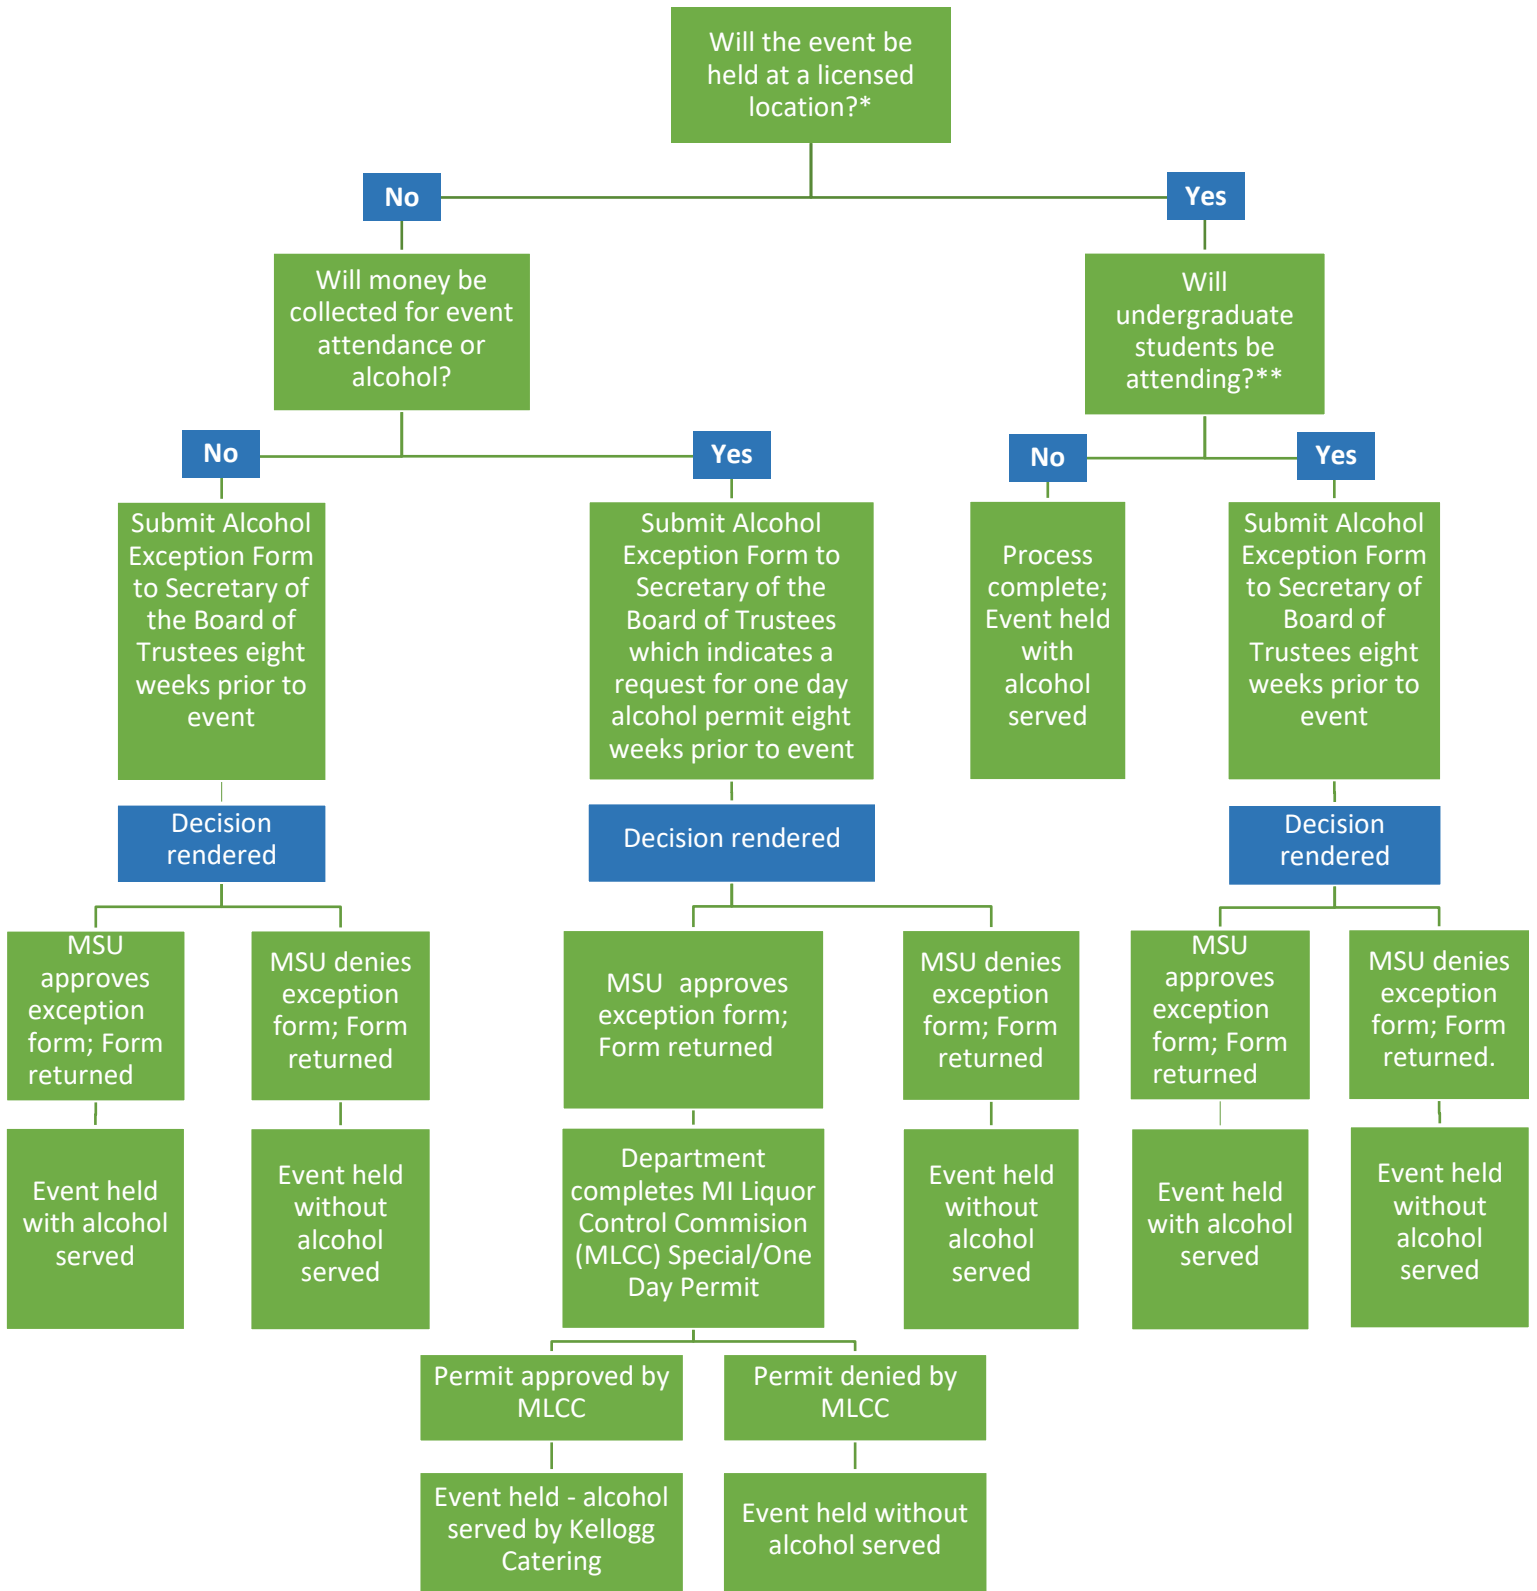 Will the event be
held at a licensed
location?*
No
Yes
Will money be
collected for event
attendance or
alcohol?
Will
undergraduate
students be
attending?**
No
Yes
No
Yes
Submit Alcohol
Exception Form
to Secretary of
the Board of
Trustees eight
weeks prior to
event
Submit Alcohol
Exception Form to
Secretary of the
Board of Trustees
which indicates a
request for one day
alcohol permit eight
weeks prior to event
Process
complete;
Event held
with
alcohol
served
Submit Alcohol
Exception Form
to Secretary of
Board of
Trustees eight
weeks prior to
event
Decision
rendered
Decision rendered
Decision
rendered
MSU
approves
exception
form; Form
returned
MSU denies
exception
form; Form
returned
MSU approves
exception form;
Form returned
MSU denies
exception
form; Form
returned
MSU
approves
exception
form; Form
returned
MSU denies
exception
form; Form
returned.
Event held
with alcohol
served
Event held
without
alcohol
served
Department
completes MI Liquor
Control Commision
(MLCC) Special/One
Day Permit
Event held
without
alcohol
served
Event held
with alcohol
served
Event held
without
alcohol
served
Permit approved by
MLCC
Permit denied by
MLCC
Event held - alcohol
served by Kellogg
Catering
Event held without
alcohol served